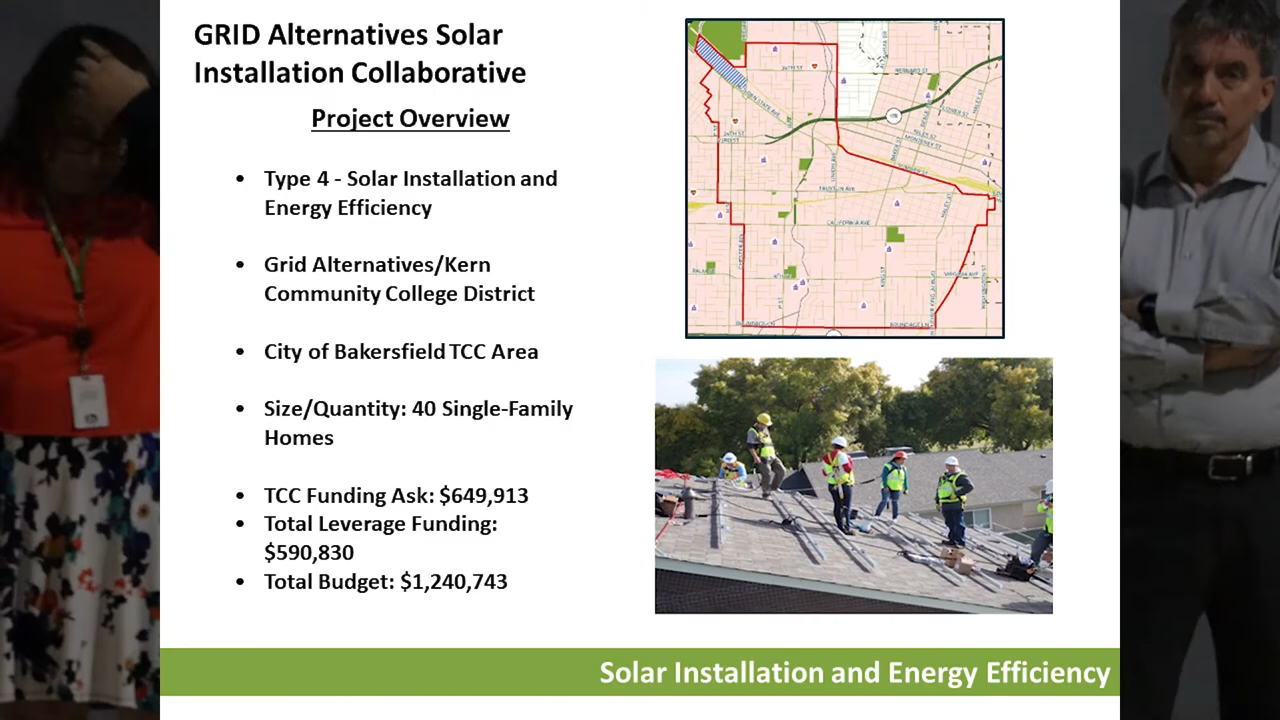 GRID Alternatives Solar
Installation Collaborative
Project Overview
• Type 4 - Solar Installation and
Energy Efficiency
• Grid Alternatives/Kern
Community College District
• City of Bakersfield TCC Area
• Size/Quantity: 40 Single-Family
Homes
• TCC Funding Ask: $649,913
• Total Leverage Funding:
$590,830
• Total Budget: $1,240,743
CALIFORNIA AVE
Solar Installation and Energy Efficiency